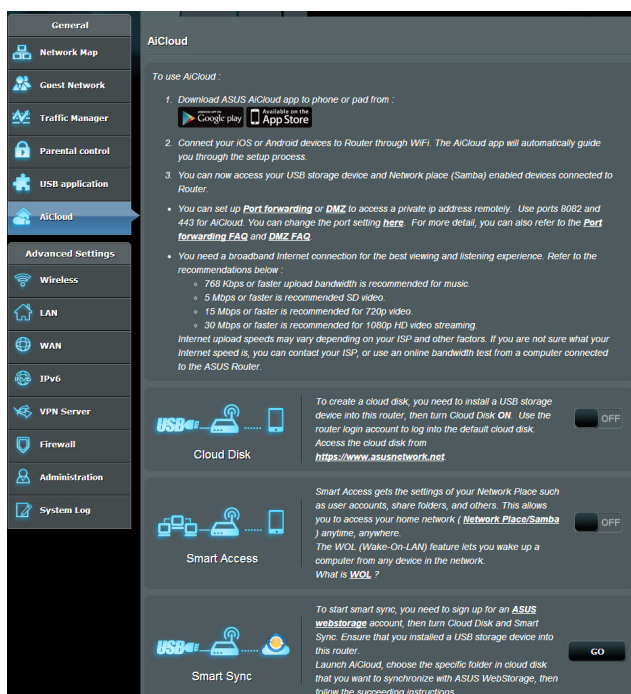 General
Network Map
Guest Network
Traffic Manager
Parental control
USB application
AiCloud
Advanced Settings
Wireless
LAN
WAN
IPv6
VPN Server
Firewall
Administration
System Log
AiCloud
To use AiCloud :
1. Download ASUS AiCloud app to phone or pad from :
ANDROID APP ON
Google play
Available on the
App Store
2. Connect your iOS or Android devices to Router through WiFi. The AiCloud app will automatically guide
you through the setup process.
3. You can now access your USB storage device and Network place (Samba) enabled devices connected to
Router.
• You can set up Port forwarding or DMZ to access a private ip address remotely. Use ports 8082 and
443 for AiCloud. You can change the port setting here. For more detail, you can also refer to the Port
forwarding FAQ and DMZ FAQ.
• You need a broadband Internet connection for the best viewing and listening experience. Refer to the
recommendations below :
768 Kbps or faster upload bandwidth is recommended for music.
5 Mbps or faster is recommended SD video.
15 Mbps or faster is recommended for 720p video.
30 Mbps or faster is recommended for 1080p HD video streaming.
Internet upload speeds may vary depending on your ISP and other factors. If you are not sure what your
Internet speed is, you can contact your ISP, or use an online bandwidth test from a computer connected
to the ASUS Router.
USB
Cloud Disk
To create a cloud disk, you need to install a USB storage
device into this router, then turn Cloud Disk ON. Use the
router login account to log into the default cloud disk.
Access the cloud disk from
https://www.asusnetwork.net.
OFF
Smart Access
Smart Access gets the settings of your Network Place such
as user accounts, share folders, and others. This allows
you to access your home network ( Network Place/Samba
) anytime, anywhere.
The WOL (Wake-On-LAN) feature lets you wake up a
computer from any device in the network.
What is WOL ?
OFF
USB
Smart Sync
To start smart sync, you need to sign up for an ASUS
webstorage account, then turn Cloud Disk and Smart
Sync. Ensure that you installed a USB storage device into
this router.
Launch AiCloud, choose the specific folder in cloud disk
that you want to synchronize with ASUS WebStorage, then
follow the succeeding instructions.
GO